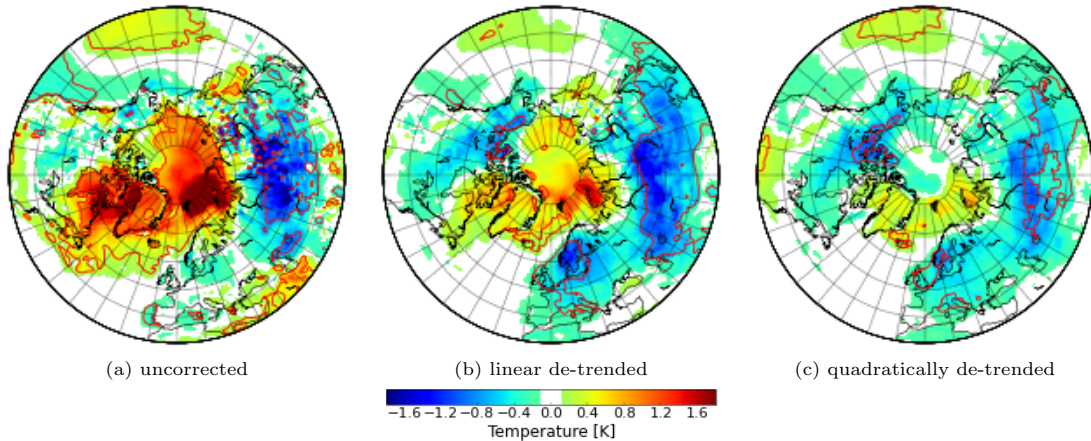 (a) uncorrected
(b) linear de-trended
(c) quadratically de-trended
−1.6 −1.2 −0.8 −0.4 0.0 0.4 0.8 1.2 1.6
Temperature [K]